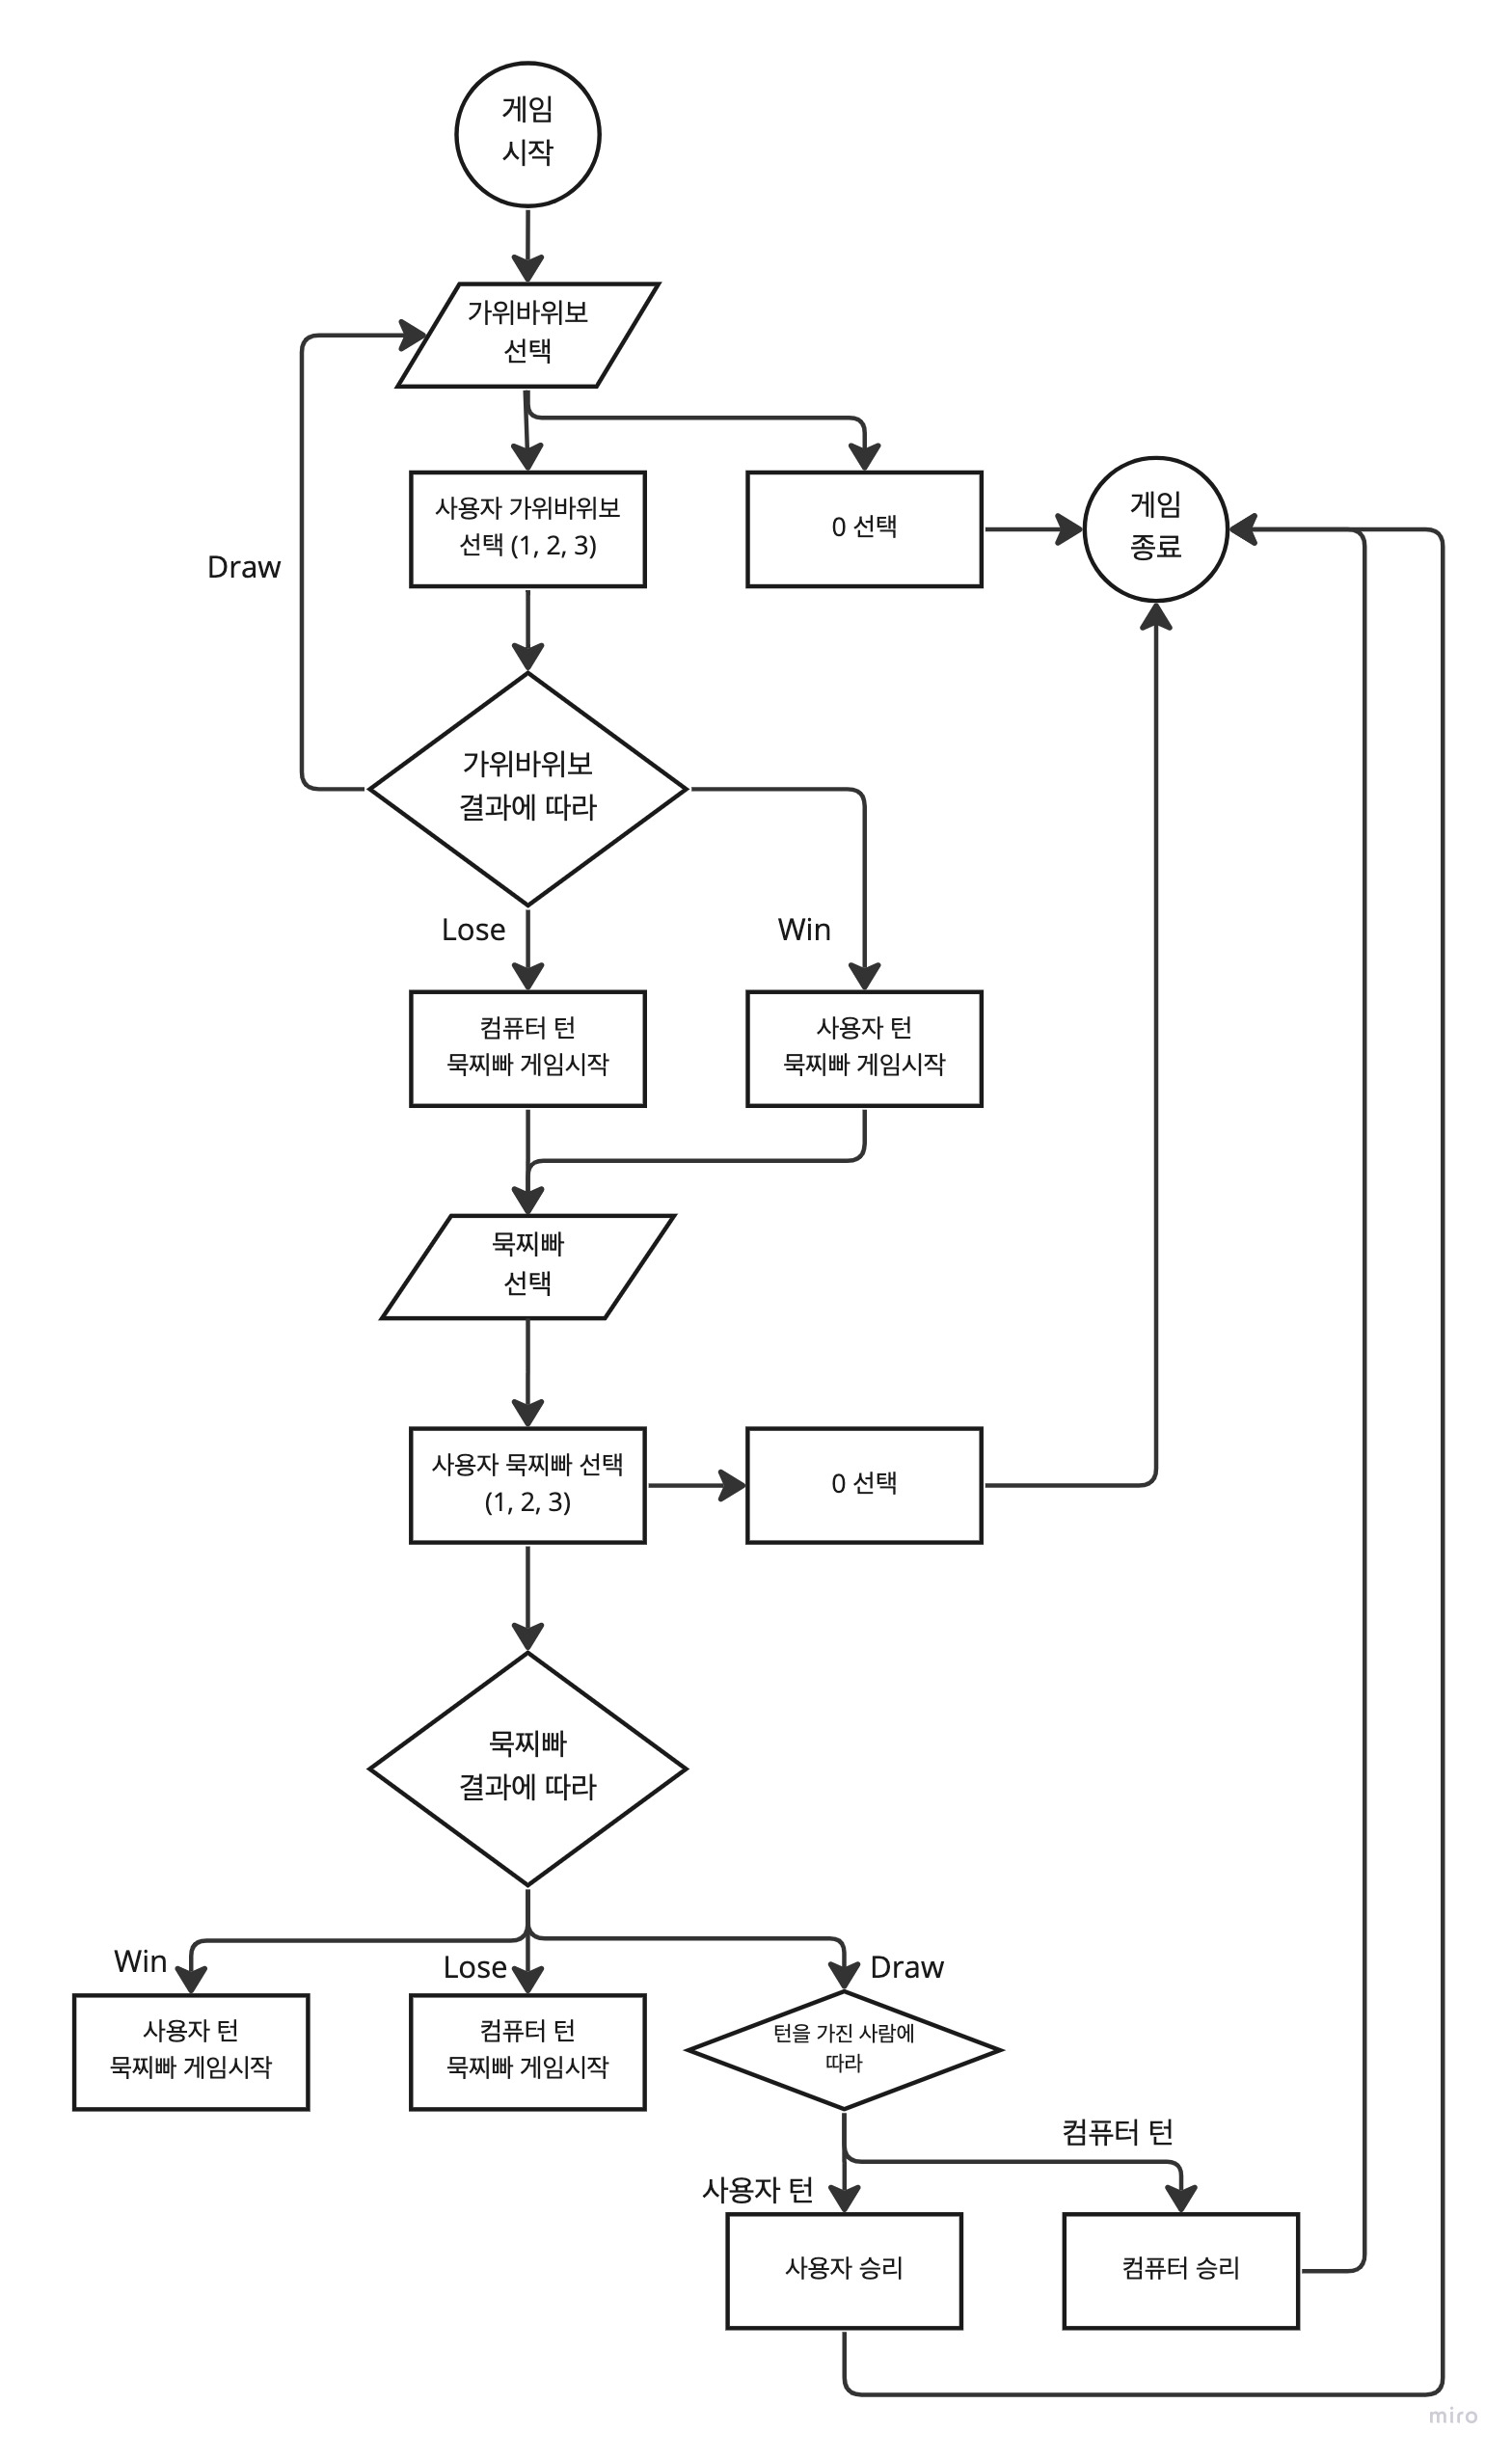 게임
시작
가위바위보
선택
사용자 가위바위보
선택 (1, 2, 3)
0 선택
게임
종료
Draw
가위바위보
결과에 따라
Lose
Win
컴퓨터 턴
묵찌빠 게임시작
사용자 턴
묵찌빠 게임시작
묵찌빠
선택
사용자 묵찌빠 선택
(1, 2, 3)
0 선택
묵찌빠
결과에 따라
Win
Lose
Draw
사용자 턴
묵찌빠 게임시작
컴퓨터 턴
묵찌빠 게임시작
턴을 가진 사람에
따라
컴퓨터 턴
사용자 턴
사용자 승리
컴퓨터 승리
miro